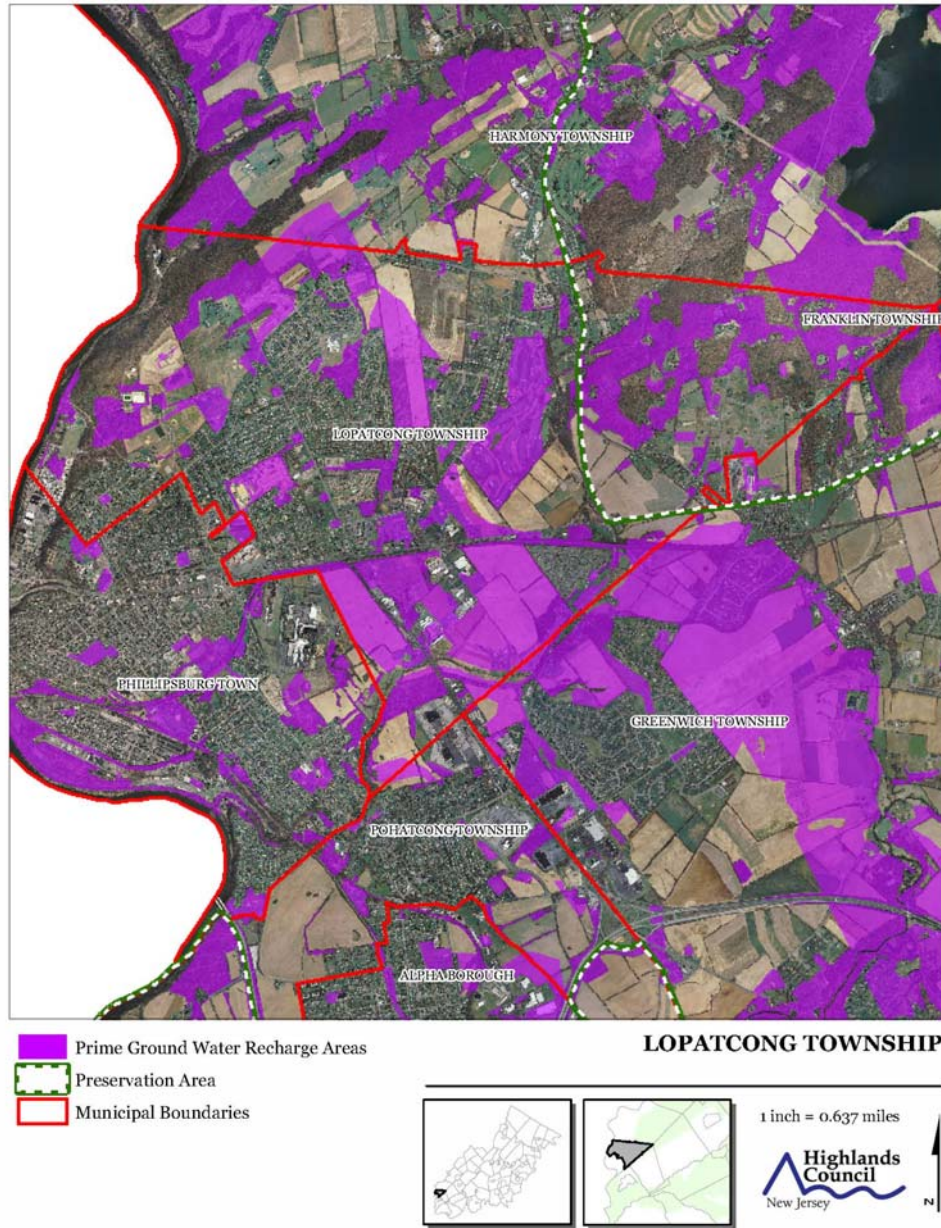 HARMONY TOWNSHIP
FRANKLIN TOWNSHIP
LOPATCONG TOWNSHIP
PHILLIPSBURG TOWN
GREENWICH TOWNSHIP
POHATCONG TOWNSHIP
ALPHA BOROUGH
Prime Ground Water Recharge Areas
Preservation Area
Municipal Boundaries
LOPATCONG TOWNSHIP
1 inch = 0.637 miles
Highlands
Council
New Jersey
N